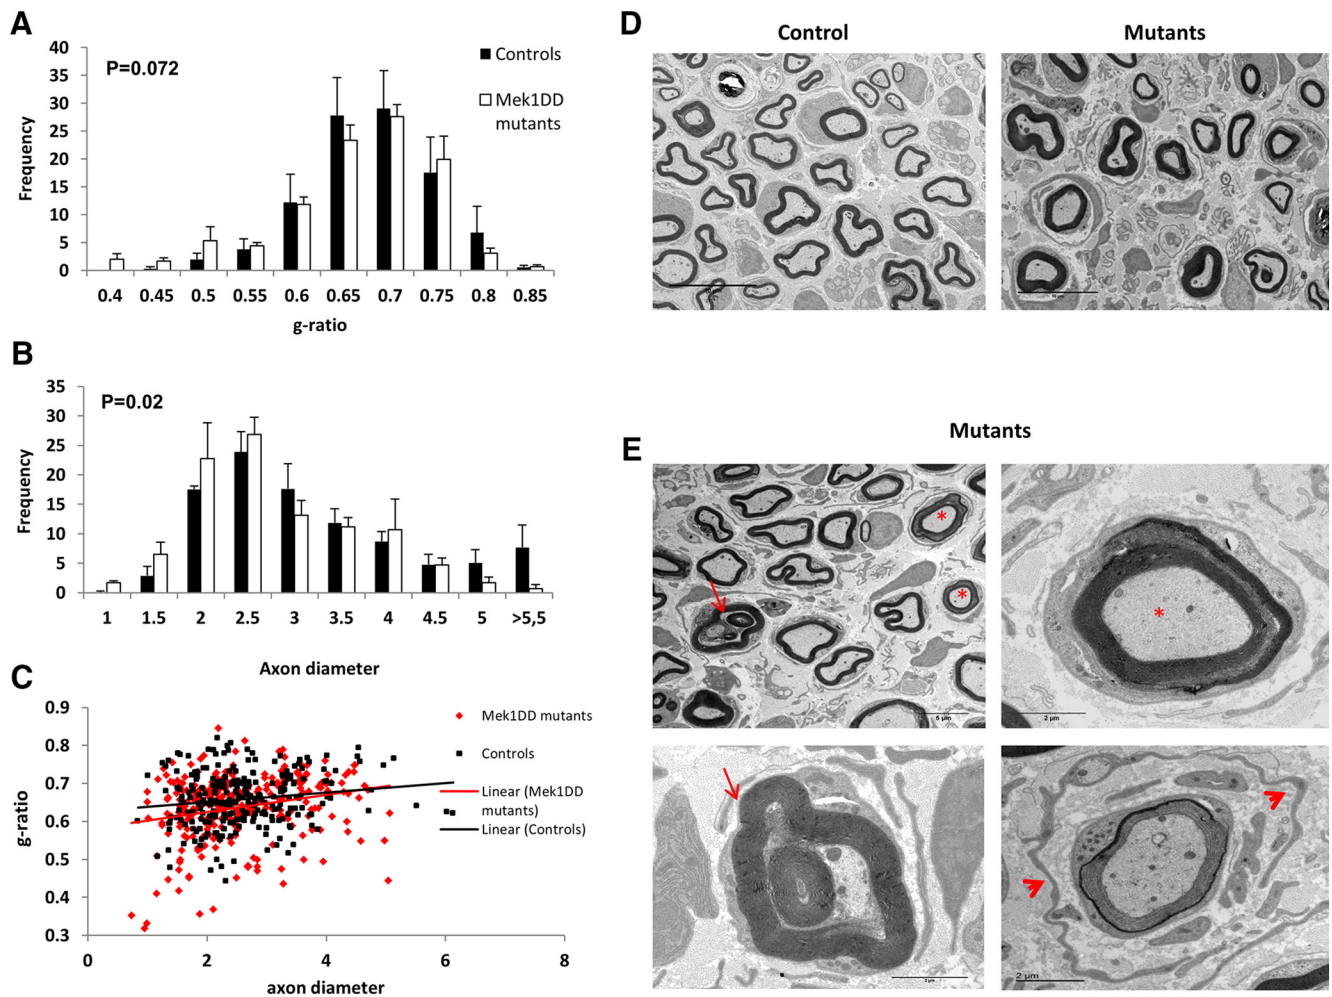 A
P=0.072
Controls
Mek1DD
mutants
Frequency
40
35
30
25
20
15
10
5
0
0.4 0.45 0.5 0.55 0.6 0.65 0.7 0.75 0.8 0.85
g-ratio
B
P=0.02
Frequency
35
30
25
20
15
10
5
0
1 1.5 2 2.5 3 3.5 4 4.5 5 >5,5
Axon diameter
C
g-ratio
0.9
0.8
0.7
0.6
0.5
0.4
0.3
0 2 4 6 8
axon diameter
Mek1DD mutants
Controls
Linear (Mek1DD
mutants)
Linear (Controls)
D
Control
Mutants
10 µm
E
Mutants
* *
5 µm
*
2 µm
2 µm